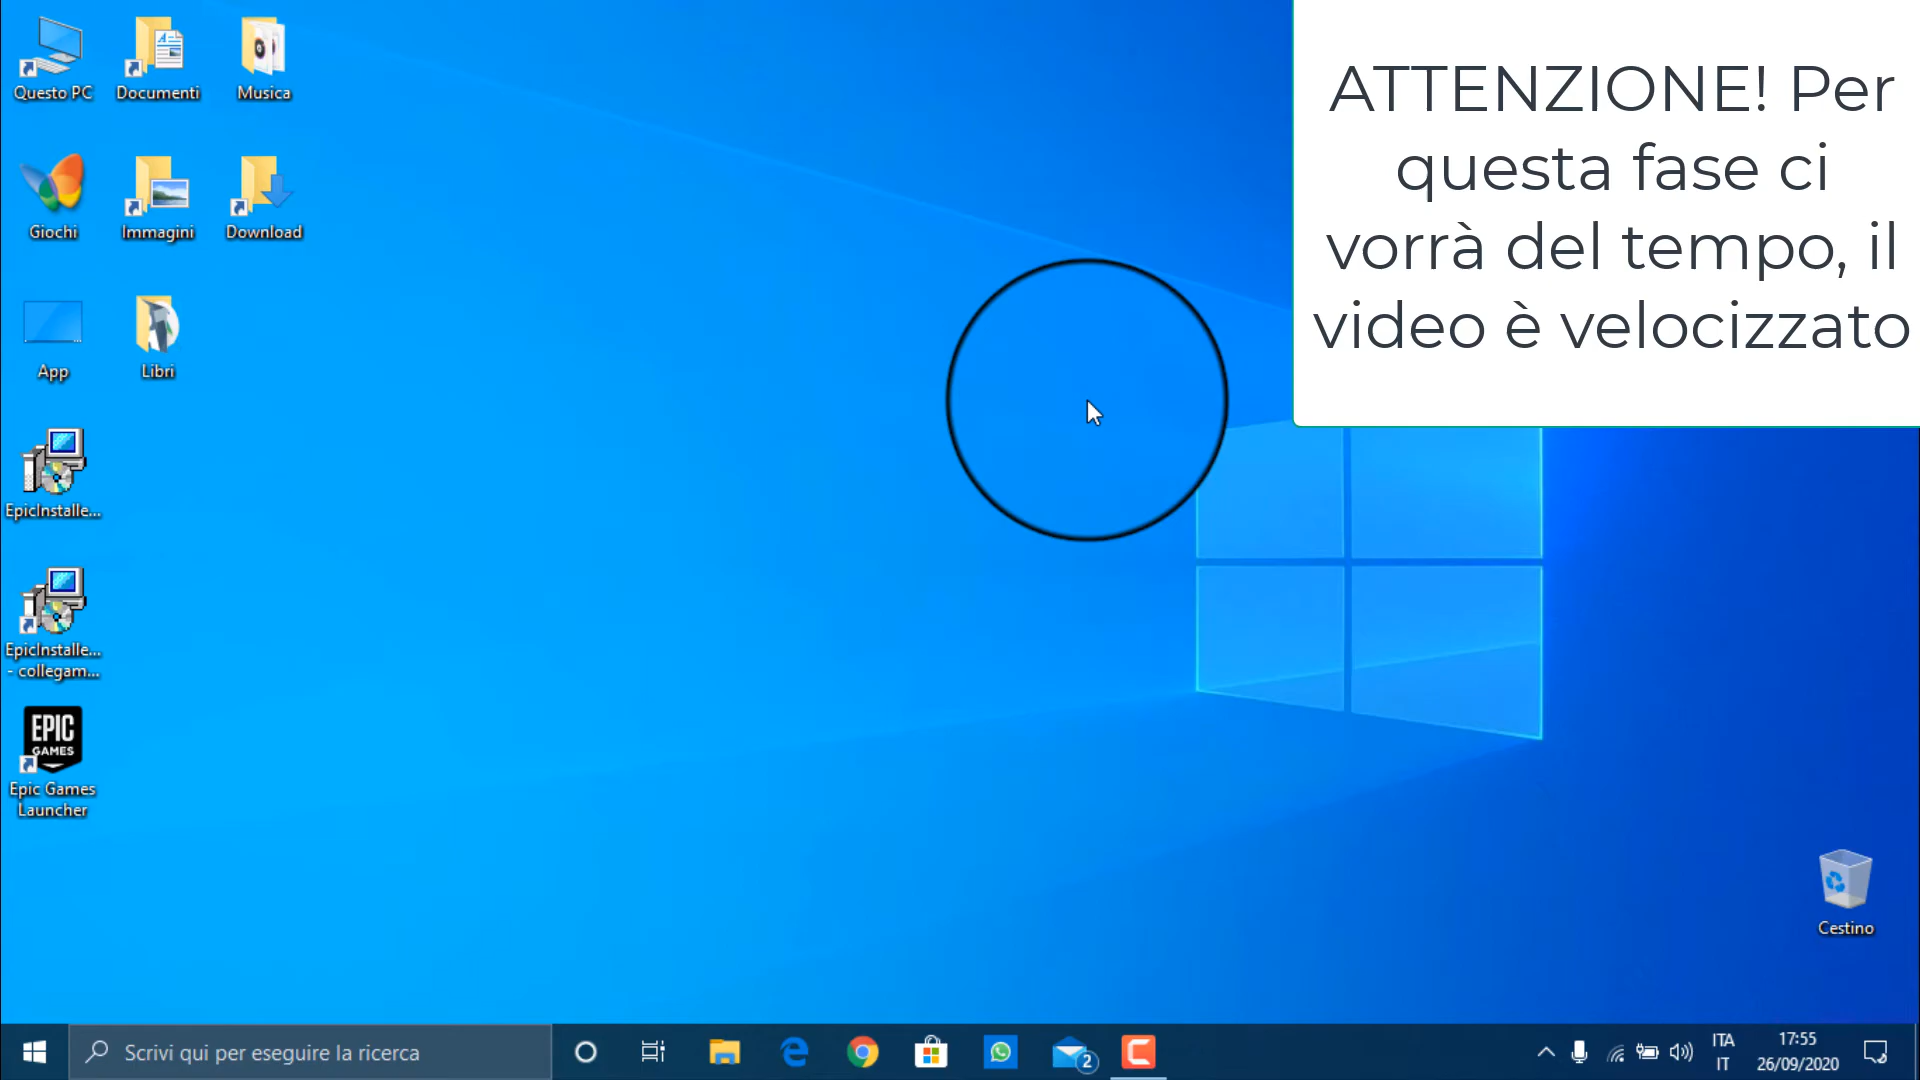 ATTENZIONE! Per
questa fase ci
vorrà del tempo, il
video è velocizzato
Questo PC
Documenti
Musica
Giochi
Immagini
Download
App
Libri
EpicInstalle...
EpicInstalle...
- collegam...
EPIC
GAMES
Epic Games
Launcher
Cestino
Scrivi qui per eseguire la ricerca
2
ITA
IT
17:55
26/09/2020